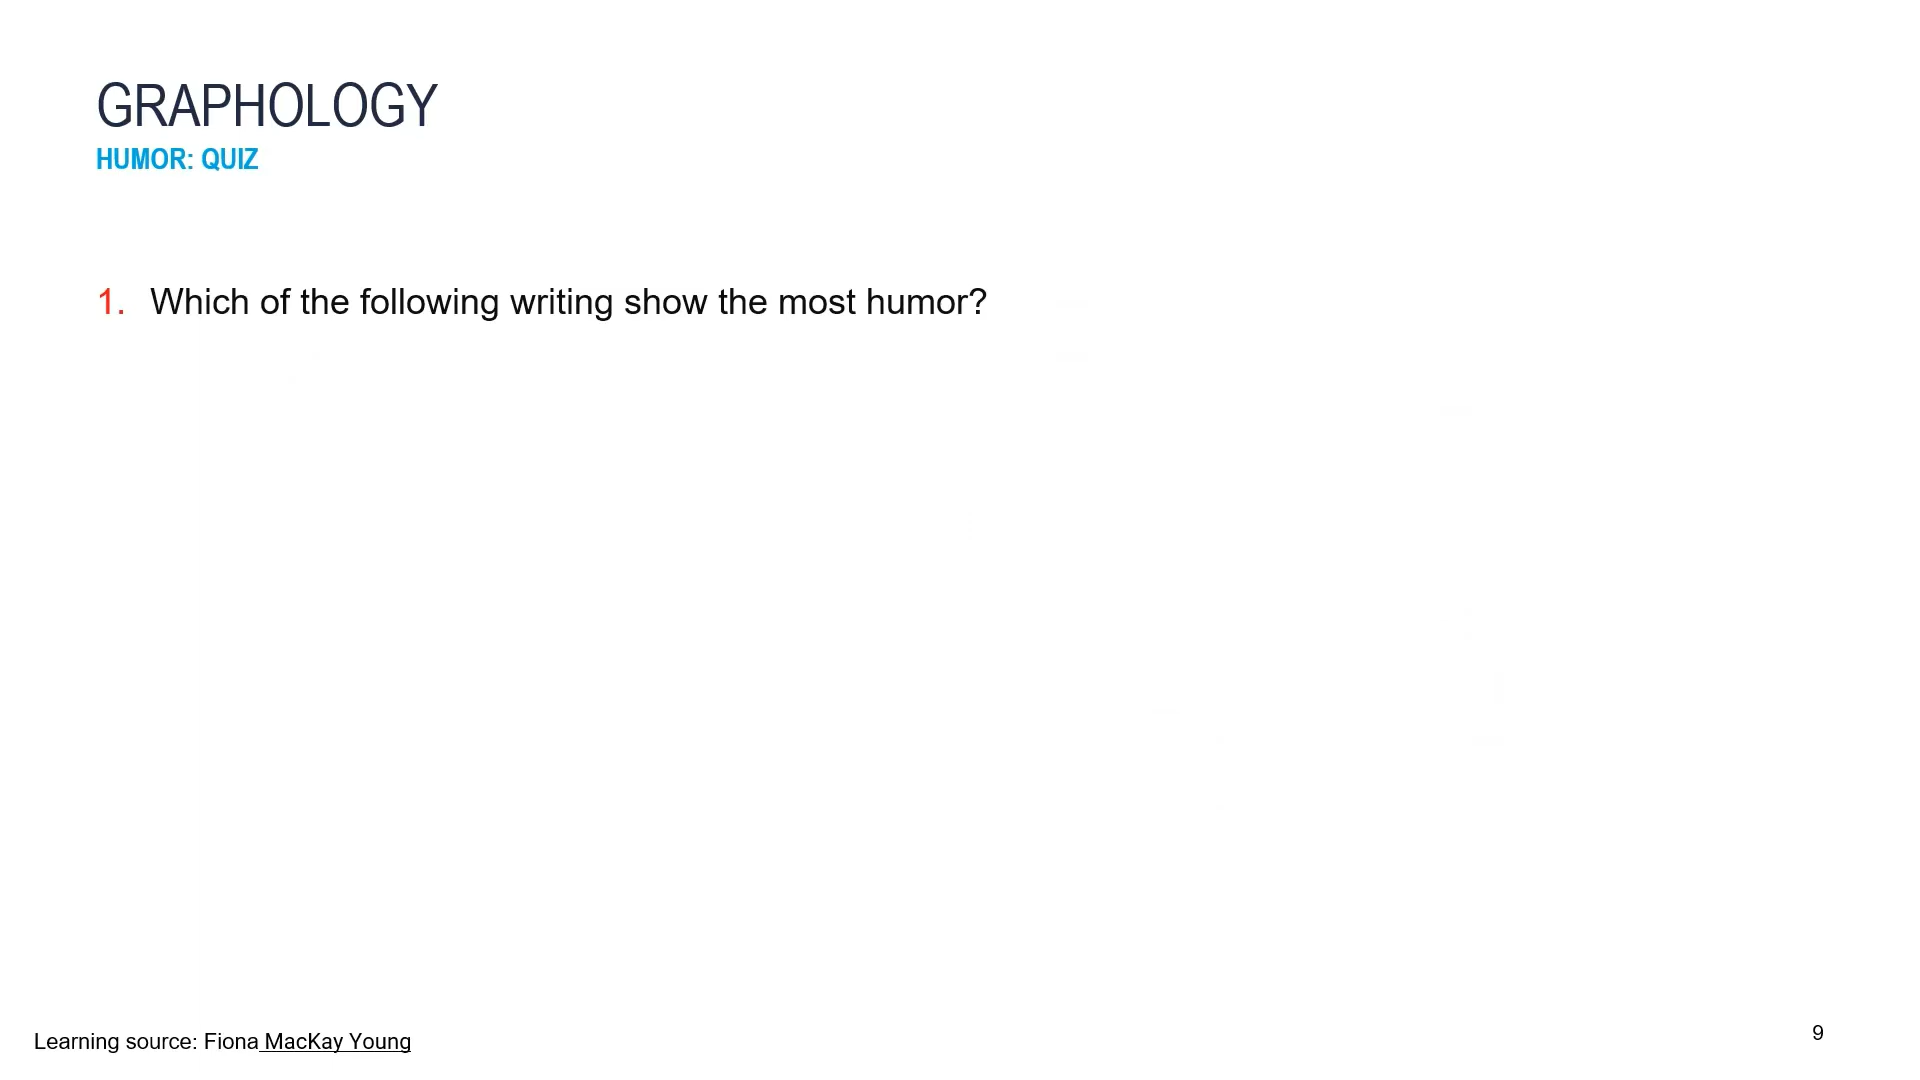 GRAPHOLOGY
HUMOR: QUIZ
1. Which of the following writing show the most humor?
Learning source: Fiona MacKay Young
9